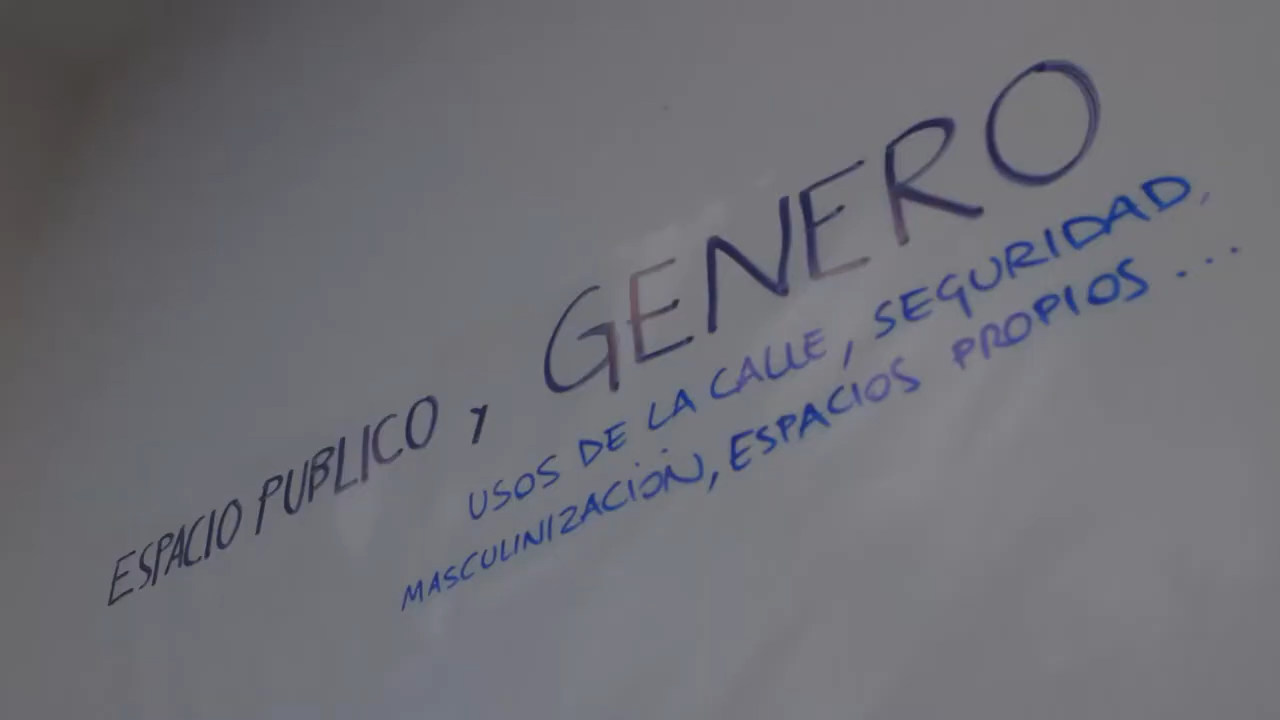 ESPACIO PUBLICO y GENERO
USOS DE LA CALLE, SEGURIDAD,
MASCULINIZACIÓN, ESPACIOS PROPIOS...